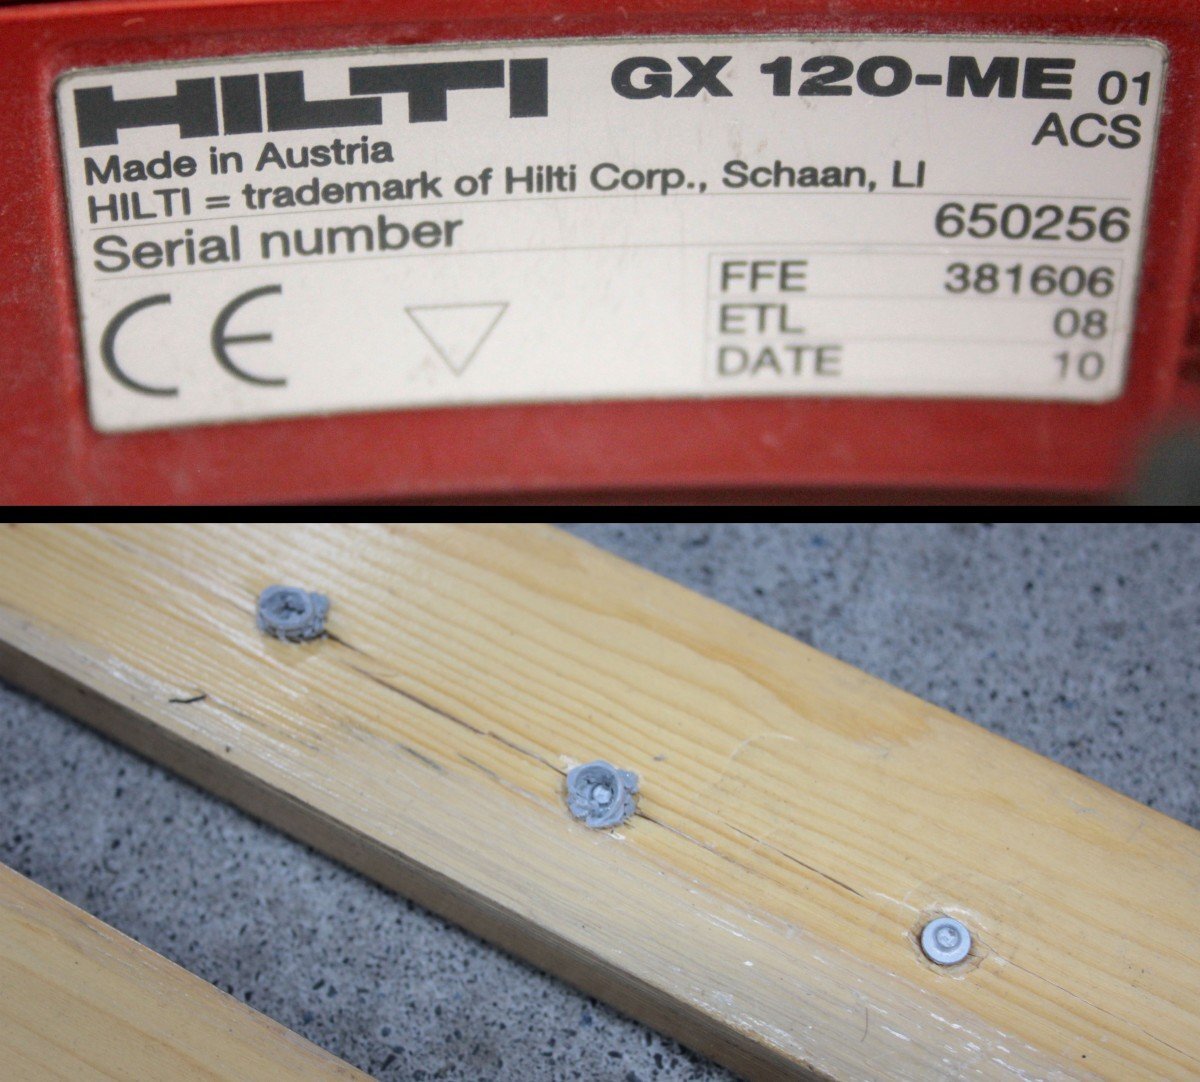 HILTI GX 120-ME 01
ACS
Made in Austria
HILTI = trademark of Hilti Corp., Schaan, LI
Serial number 650256
CE
FFE 381606
ETL 08
DATE 10